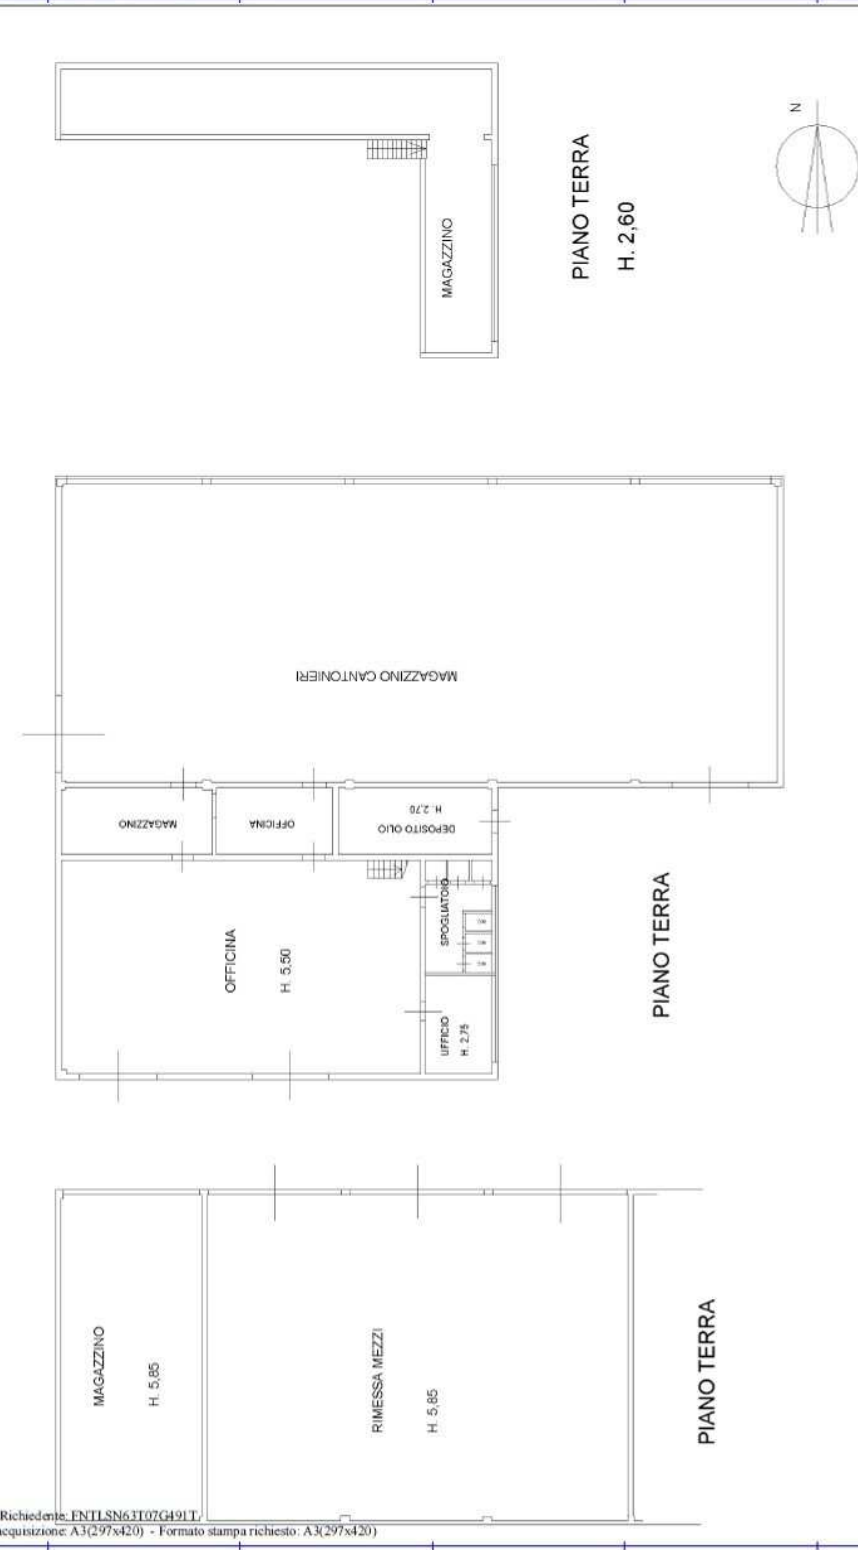 N
PIANO TERRA
H. 2,60
MAGAZZINO
MAGAZZINO CANTONIERI
MAGAZZINO
OFFICINA
DEPOSITO OLIO
H. 2,70
OFFICINA
H. 5,50
SPOGLIATOIO
UFFICIO
H. 2,75
PIANO TERRA
MAGAZZINO
H. 5,85
RIMESSA MEZZI
H. 5,85
PIANO TERRA
Richiedente: FNTLSN63T07G491T
acquisizione: A3(297x420) - Formato stampa richiesto: A3(297x420)